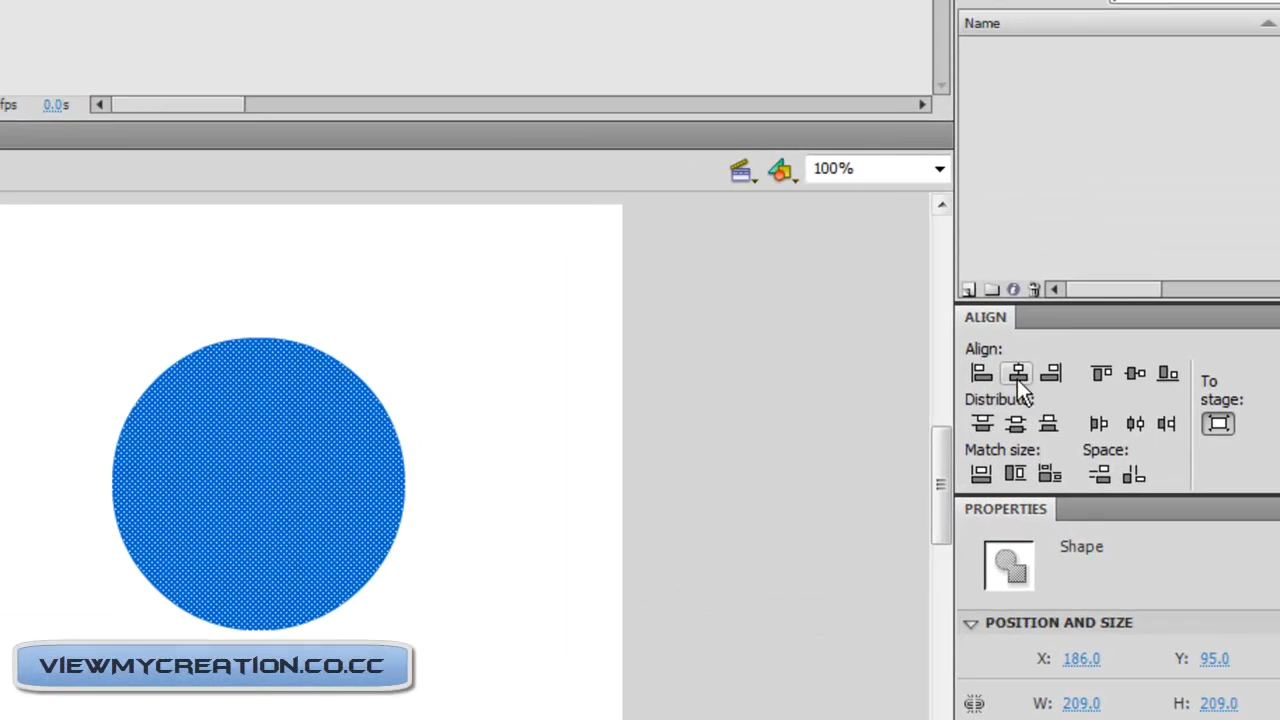 Name
fps 0.0s
100%
ALIGN
Align:
To
stage:
Match size: Space:
PROPERTIES
Shape
POSITION AND SIZE
X: 186.0 Y: 95.0
W: 209.0 H: 209.0
VIEWMYCREATION.CO.CC